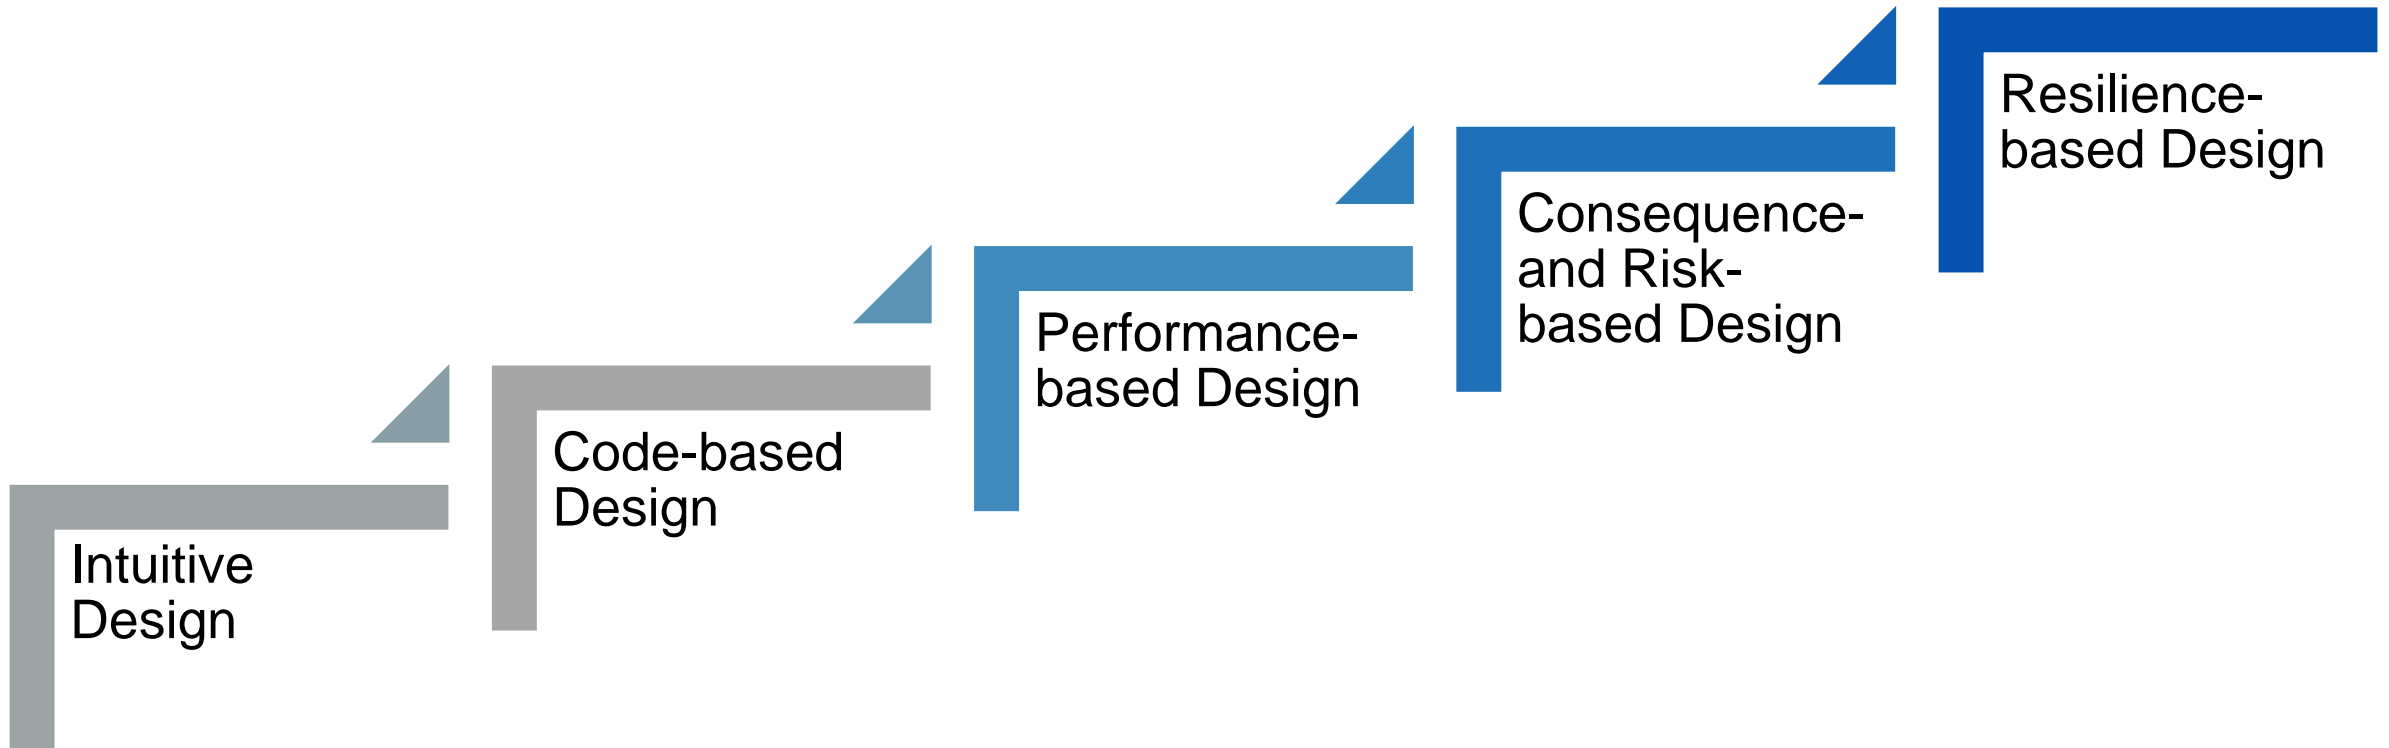 Intuitive
Design
Code-based
Design
Performance-
based Design
Consequence-
and Risk-
based Design
Resilience-
based Design